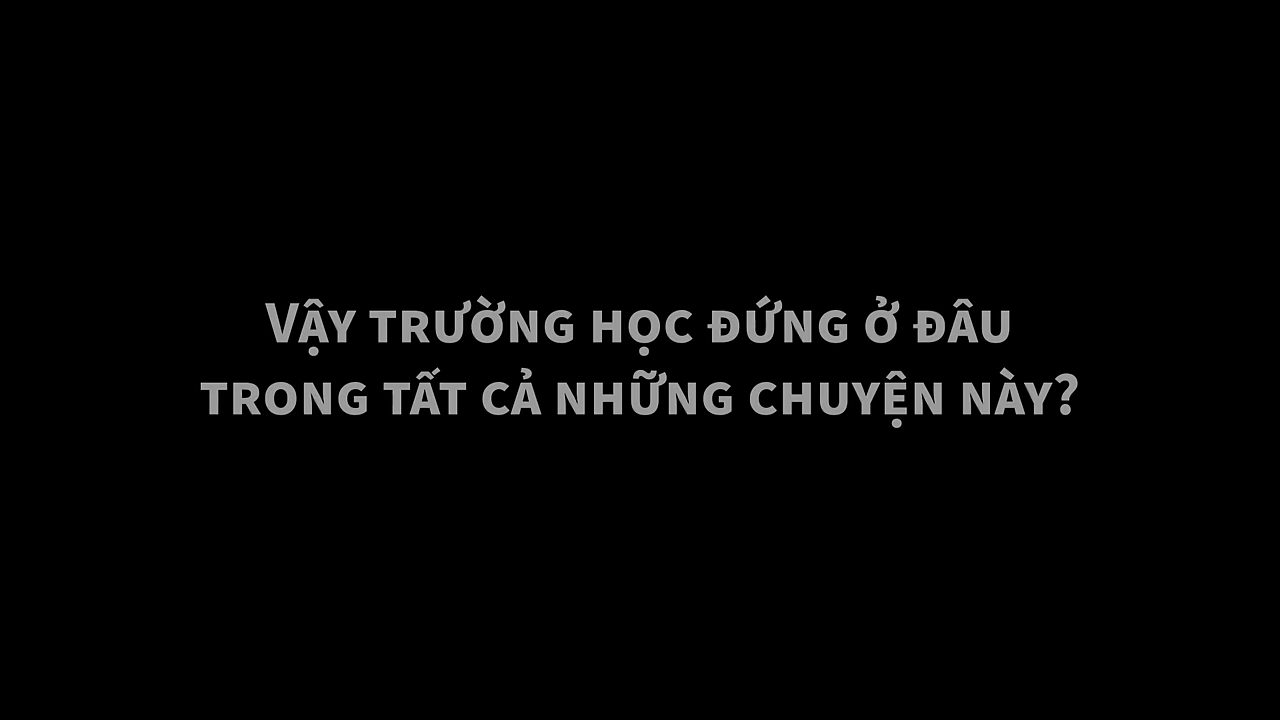 Vậy trường học đứng ở đâu
trong tất cả những chuyện này?